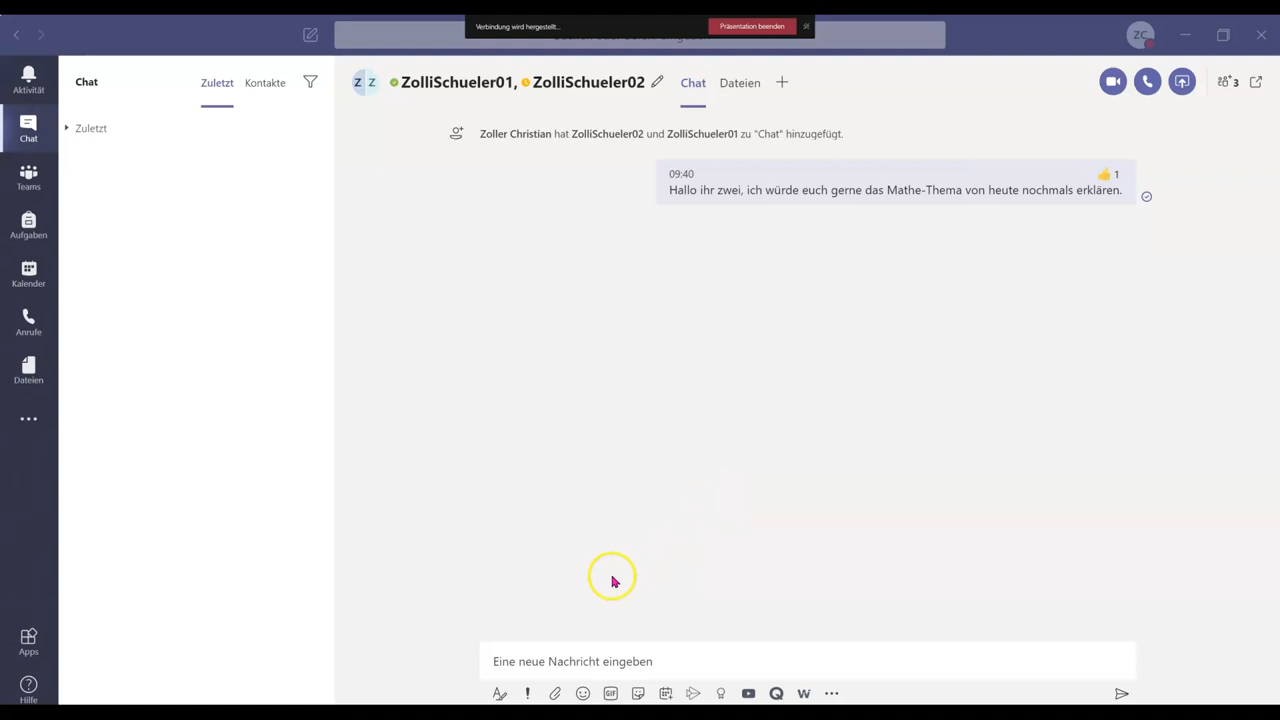 Verbindung wird hergestellt...
Präsentation beenden
ZC
Aktivität
Chat
Teams
Aufgaben
Kalender
Anrufe
Dateien
Apps
Hilfe
Chat
Zuletzt
Kontakte
Zuletzt
Z Z
ZolliSchueler01, ZolliSchueler02
Chat
Dateien
3
Zoller Christian hat ZolliSchueler02 und ZolliSchueler01 zu "Chat" hinzugefügt.
09:40
👍 1
Hallo ihr zwei, ich würde euch gerne das Mathe-Thema von heute nochmals erklären.
Eine neue Nachricht eingeben
GIF